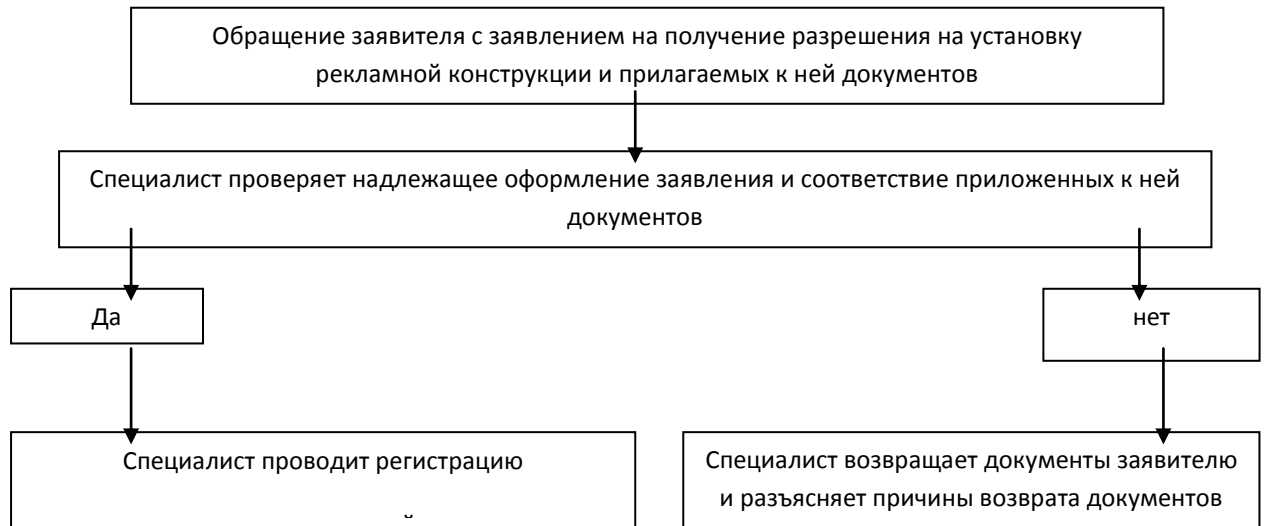 Обращение заявителя с заявлением на получение разрешения на установку
рекламной конструкции и прилагаемых к ней документов
Специалист проверяет надлежащее оформление заявления и соответствие приложенных к ней
документов
Да
нет
Специалист проводит регистрацию
Специалист возвращает документы заявителю
и разъясняет причины возврата документов